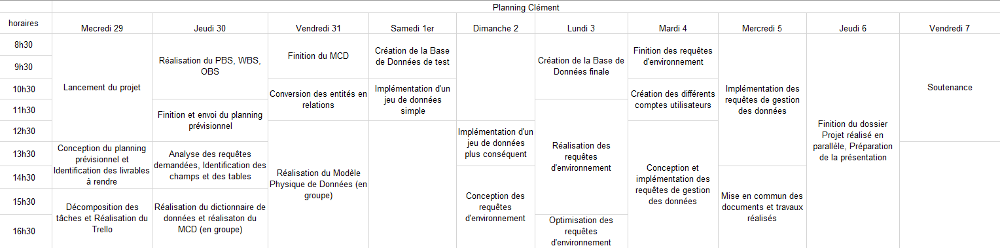 Planning Clément
horaires
Mecredi 29
Jeudi 30
Vendredi 31
Samedi 1er
Dimanche 2
Lundi 3
Mardi 4
Mercredi 5
Jeudi 6
Vendredi 7
8h30
9h30
10h30
11h30
12h30
13h30
14h30
15h30
16h30
Lancement du projet
Conception du planning
prévisionnel et
Identification des livrables
à rendre
Décomposition des
tâches et Réalisation du
Trello
Réalisation du PBS, WBS,
OBS
Finition et envoi du planning
prévisionnel
Analyse des requêtes
demandées, Identification des
champs et des tables
Réalisation du dictionnaire de
données et réalisaton du
MCD (en groupe)
Finition du MCD
Conversion des entités en
relations
Réalisation du Modèle
Physique de Données (en
groupe)
Création de la Base
de Données de test
Implémentation d'un
jeu de données
simple
Implémentation d'un
jeu de données
plus conséquent
Conception des
requêtes
d'environnement
Création de la Base de
Données finale
Réalisation des
requêtes
d'environnement
Optimisation des
requêtes
d'environnement
Finition des requêtes
d'environnement
Création des différents
comptes utilisateurs
Conception et
implémentation des
requêtes de gestion
des données
Implémentation des
requêtes de gestion
des données
Mise en commun des
documents et travaux
réalisés
Finition du dossier
Projet réalisé en
parallèle, Préparation
de la présentation
Soutenance